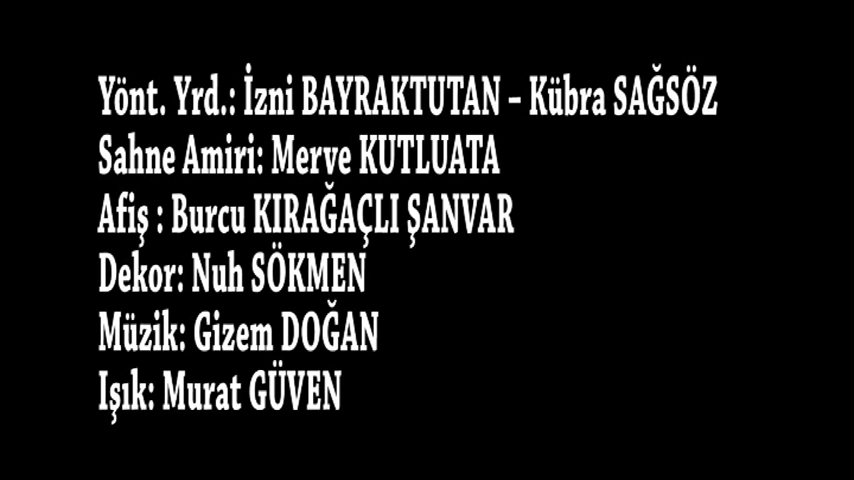 Yönt. Yrd.: İzni BAYRAKTUTAN – Kübra SAĞSÖZ
Sahne Amiri: Merve KUTLUATA
Afiş : Burcu KIRAĞAÇLI ŞANVAR
Dekor: Nuh SÖKMEN
Müzik: Gizem DOĞAN
Işık: Murat GÜVEN